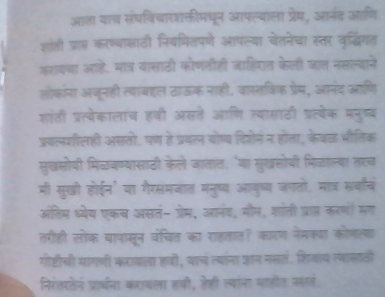 आता याच संघविचारशक्तीमधून आपल्याला प्रेम, आनंद आणि
शांती प्राप्त करण्यासाठी नियमितपणे आपल्या चेतनेचा स्तर वृद्धिंगत
करायचा आहे. मात्र यासाठी कोणतीही जाहिरात केली जात नसल्याने
लोकांना अजूनही त्याबद्दल ठाऊक नाही. वास्तविक प्रेम, आनंद आणि
शांती प्रत्येकालाच हवी असते आणि त्यासाठी प्रत्येक मनुष्य
प्रयत्नशीलही असतो. पण हे प्रयत्न योग्य दिशेनं न होता, केवळ भौतिक
सुखसोयी मिळवण्यासाठी केले जातात. 'या सुखसोयी मिळाल्या तरच
मी सुखी होईन' या गैरसमजात मनुष्य आयुष्य जगतो. मात्र सर्वांचं
अंतिम ध्येय एकच असतं- प्रेम, आनंद, मौन, शांती प्राप्त करणं! मग
तरीही लोक यापासून वंचित का राहतात? कारण नेमक्या कोणत्या
गोष्टीची मागणी करायला हवी, याचं त्यांना ज्ञान नसतं. शिवाय त्यासाठी
निरंतरतेनं प्रार्थना करायला हवी, हेही त्यांना माहीत नसतं.